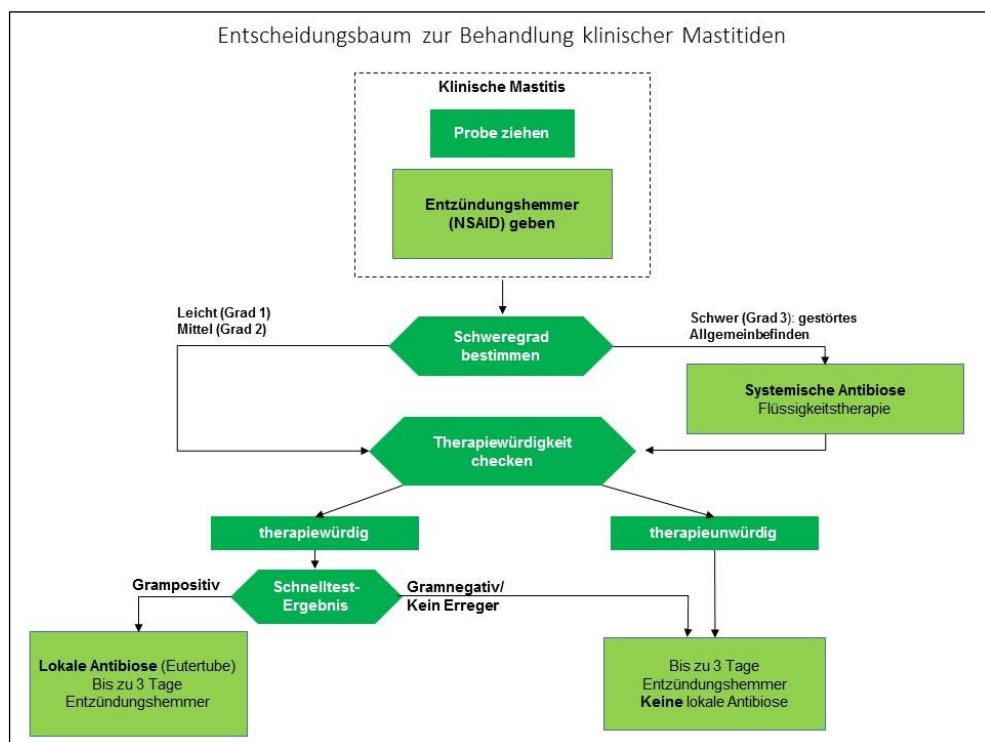 Entscheidungsbaum zur Behandlung klinischer Mastitiden
Klinische Mastitis
Probe ziehen
Entzündungshemmer
(NSAID) geben
Leicht (Grad 1)
Mittel (Grad 2)
Schweregrad
bestimmen
Schwer (Grad 3): gestörtes
Allgemeinbefinden
Systemische Antibiose
Flüssigkeitstherapie
Therapiewürdigkeit
checken
therapiewürdig
therapieunwürdig
Grampositiv
Schnelltest-
Ergebnis
Gramnegativ/
Kein Erreger
Lokale Antibiose (Eutertube)
Bis zu 3 Tage
Entzündungshemmer
Bis zu 3 Tage
Entzündungshemmer
Keine lokale Antibiose